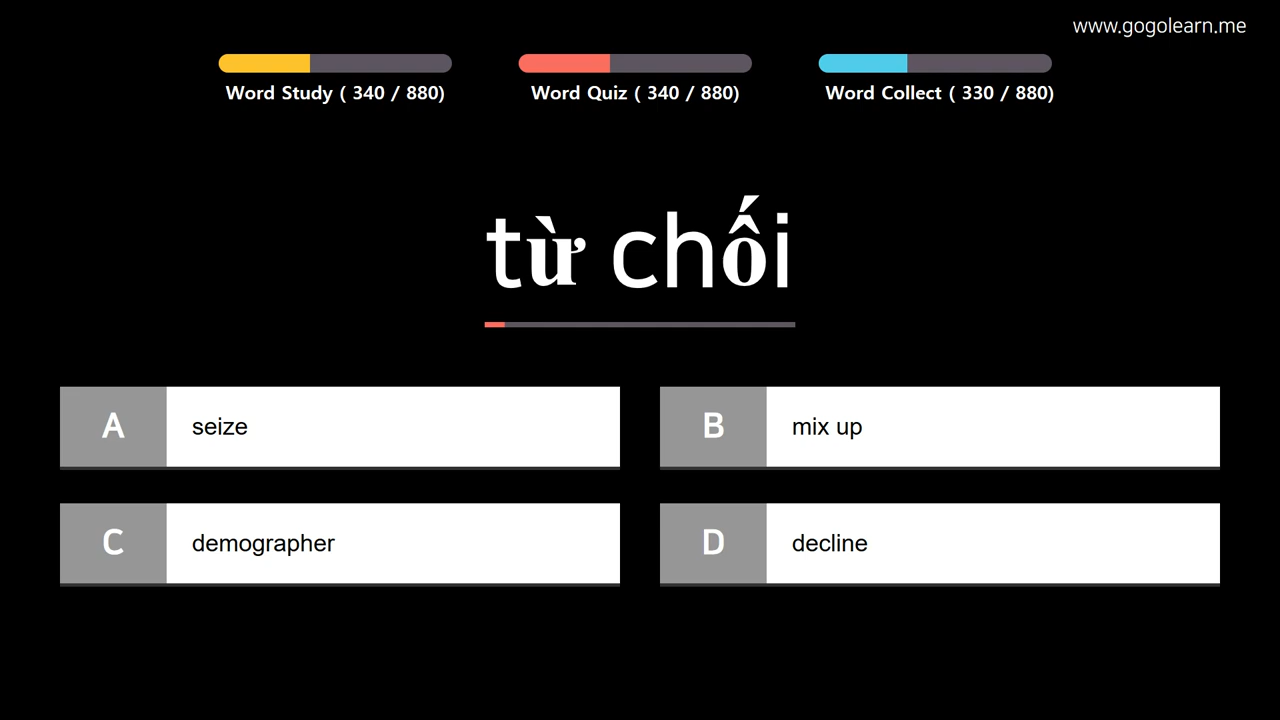 www.gogolearn.me
Word Study ( 340 / 880)
Word Quiz ( 340 / 880)
Word Collect ( 330 / 880)
từ chối
A seize
B mix up
C demographer
D decline